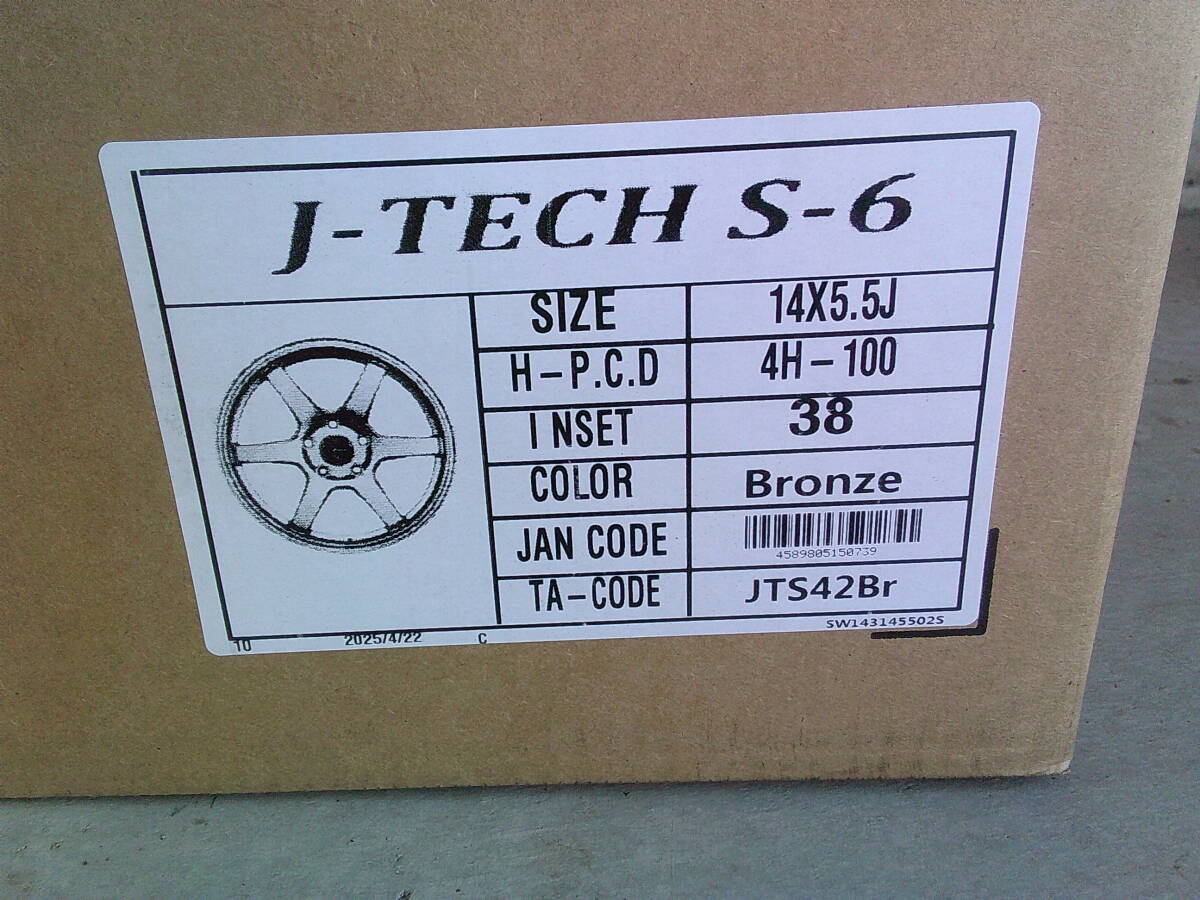 J-TECH S-6
SIZE 14X5.5J
H-P.C.D 4H-100
INSET 38
COLOR Bronze
JAN CODE 4589805150739
TA-CODE JTS42Br
SW143145502S
10 2025/4/22 C